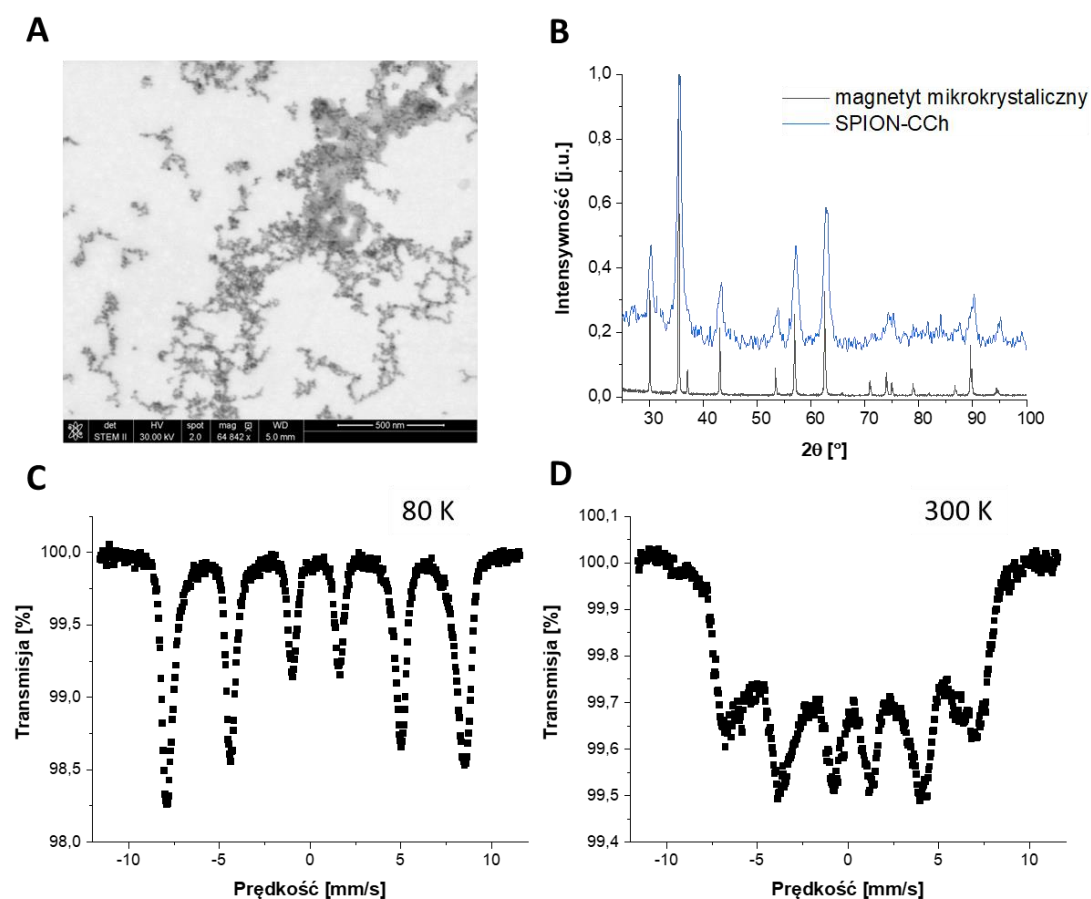 A
det HV spot mag WD
STEM II 30.00 kV 2.0 64 842 x 5.0 mm 500 nm
B
1,0
0,8
0,6
0,4
0,2
0,0
Intensywność [j.u.]
magnetyt mikrokrystaliczny
SPION-CCh
30 40 50 60 70 80 90 100
2θ [º]
C
80 K
100,0
99,5
99,0
98,5
98,0
Transmisja [%]
-10 -5 0 5 10
Prędkość [mm/s]
D
300 K
100,1
100,0
99,9
99,8
99,7
99,6
99,5
99,4
Transmisja [%]
-10 -5 0 5 10
Prędkość [mm/s]